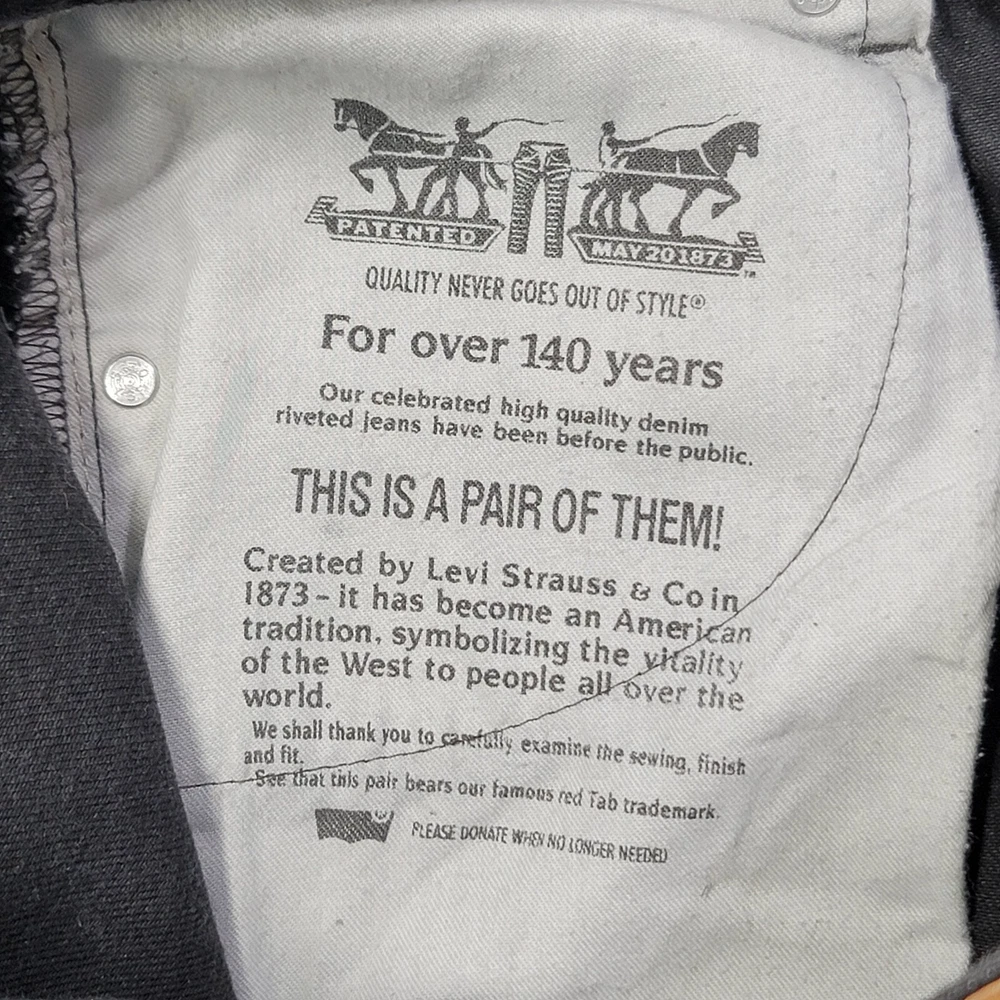 PATENTED MAY 20 1873 ™
QUALITY NEVER GOES OUT OF STYLE®
For over 140 years
Our celebrated high quality denim
riveted jeans have been before the public.
THIS IS A PAIR OF THEM!
Created by Levi Strauss & Co in
1873 – it has become an American
tradition, symbolizing the vitality
of the West to people all over the
world.
We shall thank you to carefully examine the sewing, finish
and fit.
See that this pair bears our famous red Tab trademark.
® PLEASE DONATE WHEN NO LONGER NEEDED